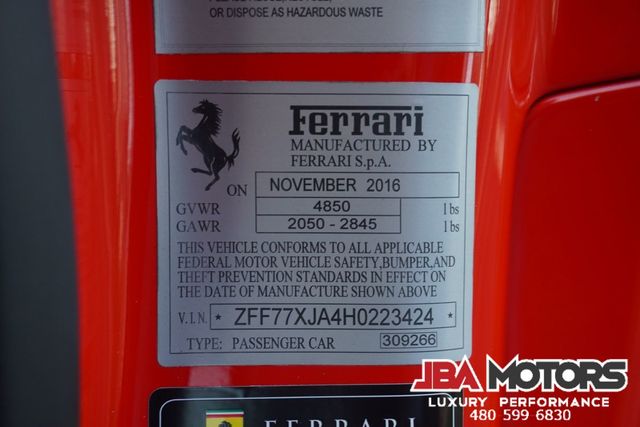 OR DISPOSE AS HAZARDOUS WASTE
Ferrari
MANUFACTURED BY
FERRARI S.p.A.
ON NOVEMBER 2016
GVWR 4850 lbs
GAWR 2050 - 2845 lbs
THIS VEHICLE CONFORMS TO ALL APPLICABLE
FEDERAL MOTOR VEHICLE SAFETY,BUMPER,AND
THEFT PREVENTION STANDARDS IN EFFECT ON
THE DATE OF MANUFACTURE SHOWN ABOVE
V.I.N. *ZFF77XJA4H0223424*
TYPE: PASSENGER CAR 309266
JBA MOTORS
LUXURY PERFORMANCE
480 599 6830
FERRARI